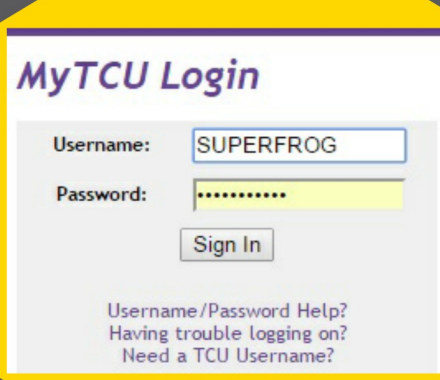 MyTCU Login
Username: SUPERFROG
Password: •••••••••••
Sign In
Username/Password Help?
Having trouble logging on?
Need a TCU Username?